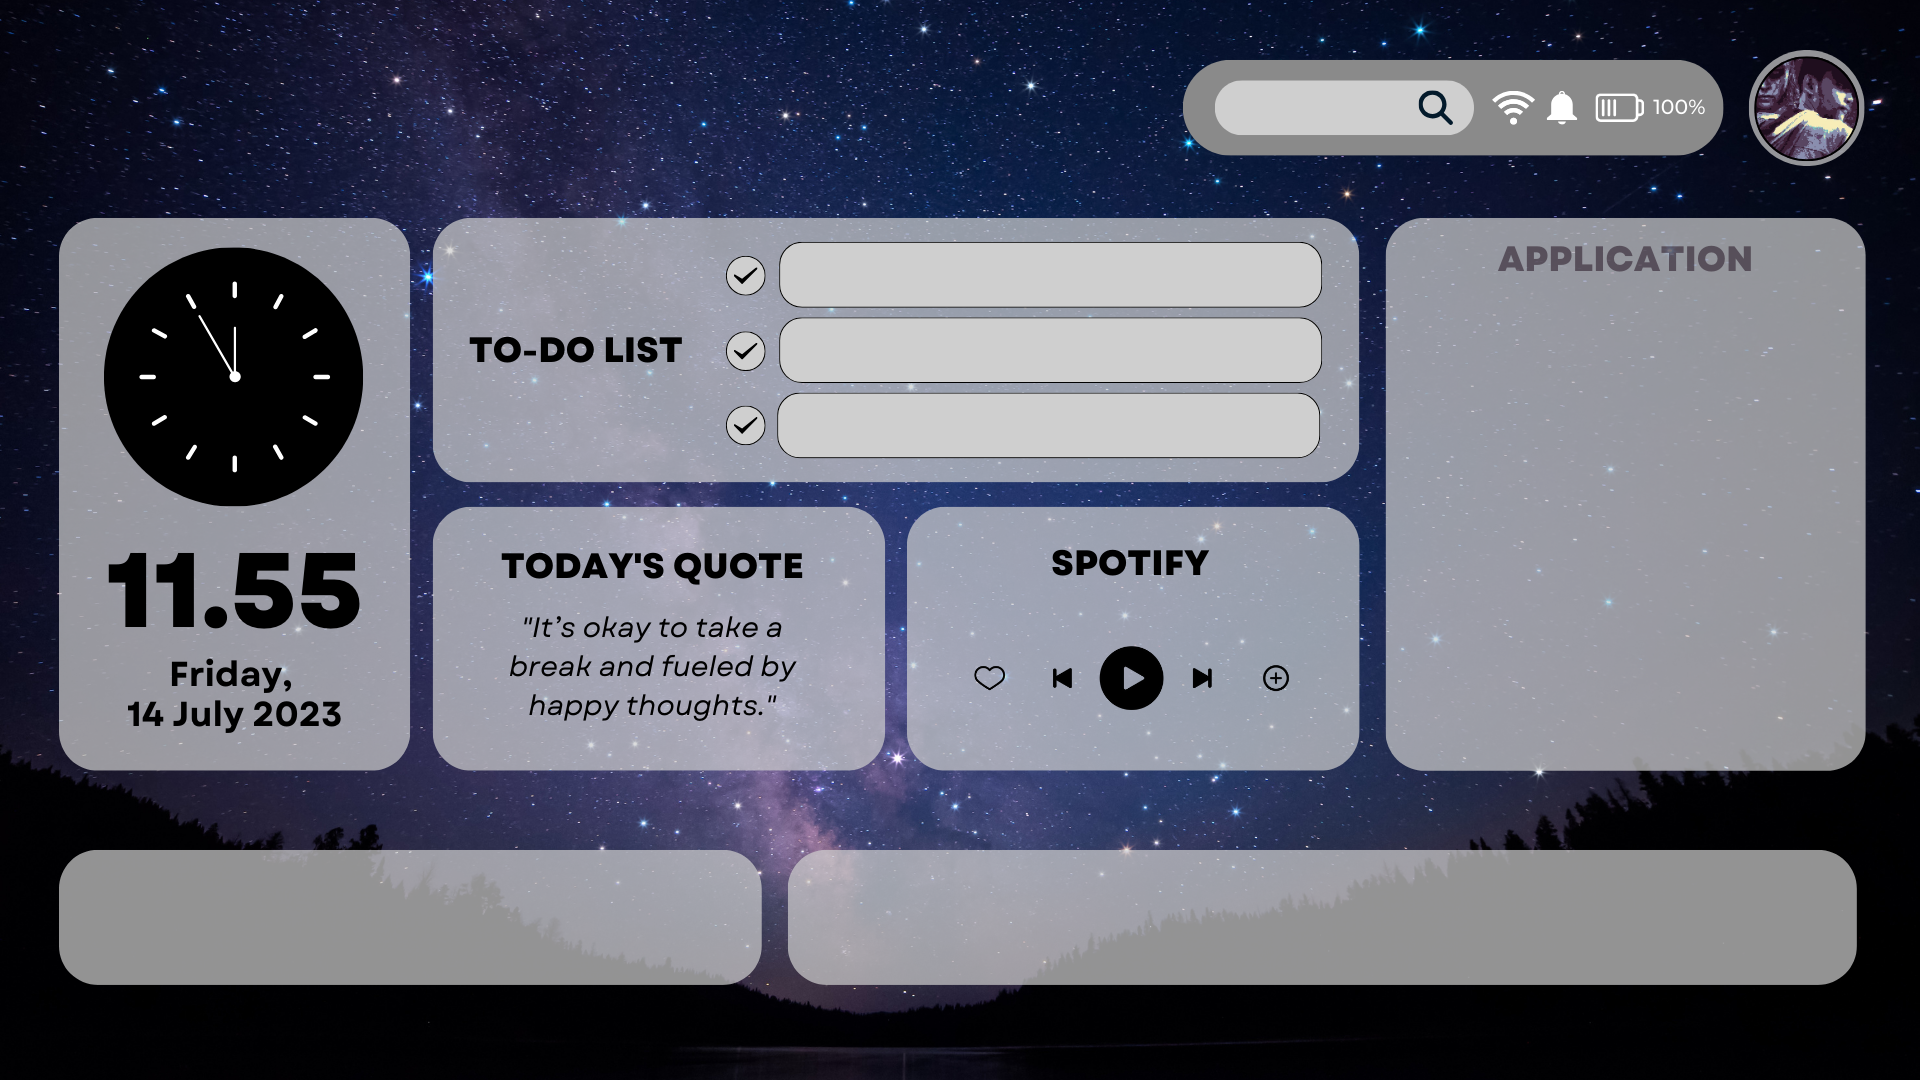 100%
APPLICATION
TO-DO LIST
11.55
Friday,
14 July 2023
TODAY'S QUOTE
"It’s okay to take a
break and fueled by
happy thoughts."
SPOTIFY